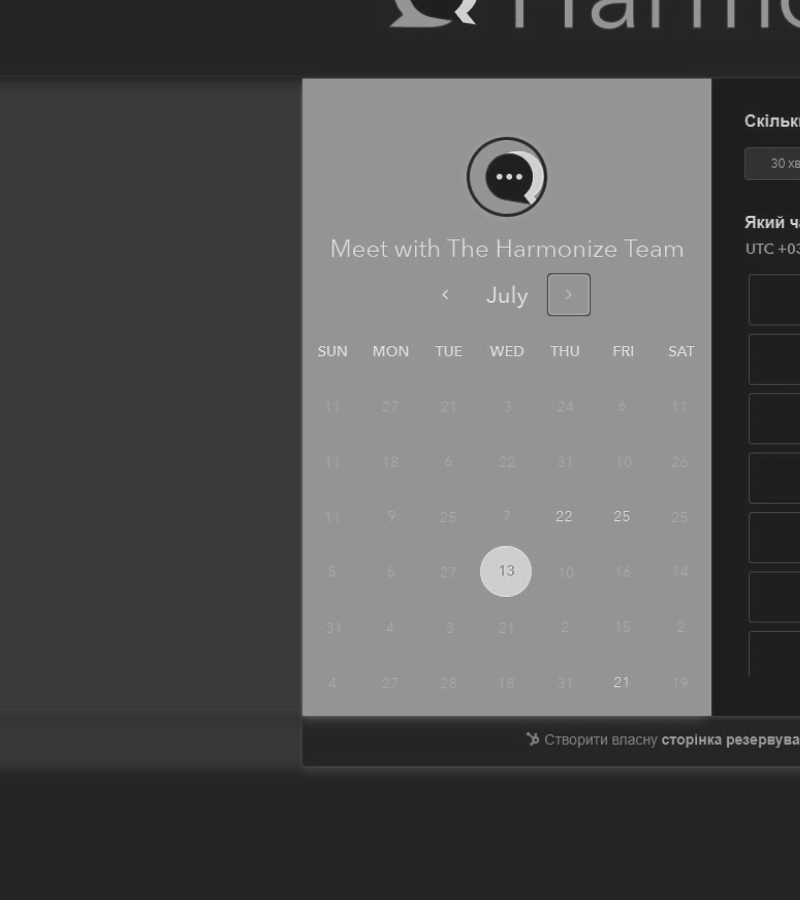 Harmo
Meet with The Harmonize Team
July
SUN MON TUE WED THU FRI SAT
11 27 21 3 24 6 11
11 18 6 22 31 10 26
11 9 25 7 22 25 25
5 6 27 13 10 16 14
31 4 3 21 2 15 2
4 27 28 18 31 21 19
Скільки
30 хв
Який ч
UTC +03
Створити власну сторінка резервува